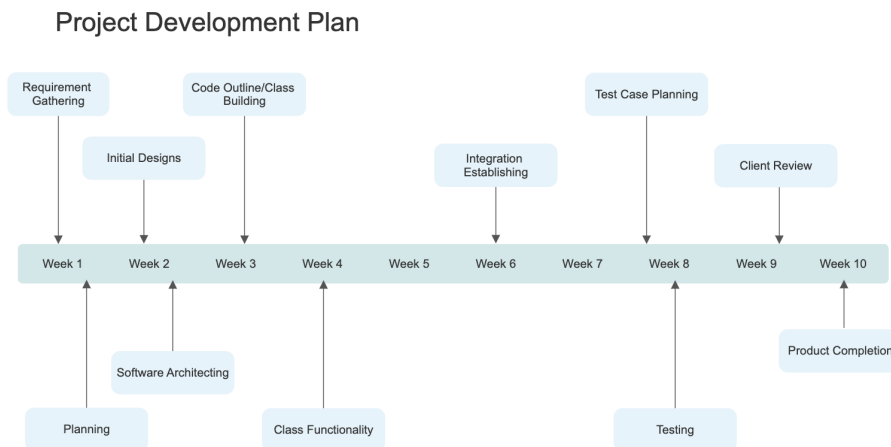 Project Development Plan
Requirement
Gathering
Code Outline/Class
Building
Test Case Planning
Initial Designs
Integration
Establishing
Client Review
Week 1 Week 2 Week 3 Week 4 Week 5 Week 6 Week 7 Week 8 Week 9 Week 10
Product Completion
Software Architecting
Planning
Class Functionality
Testing